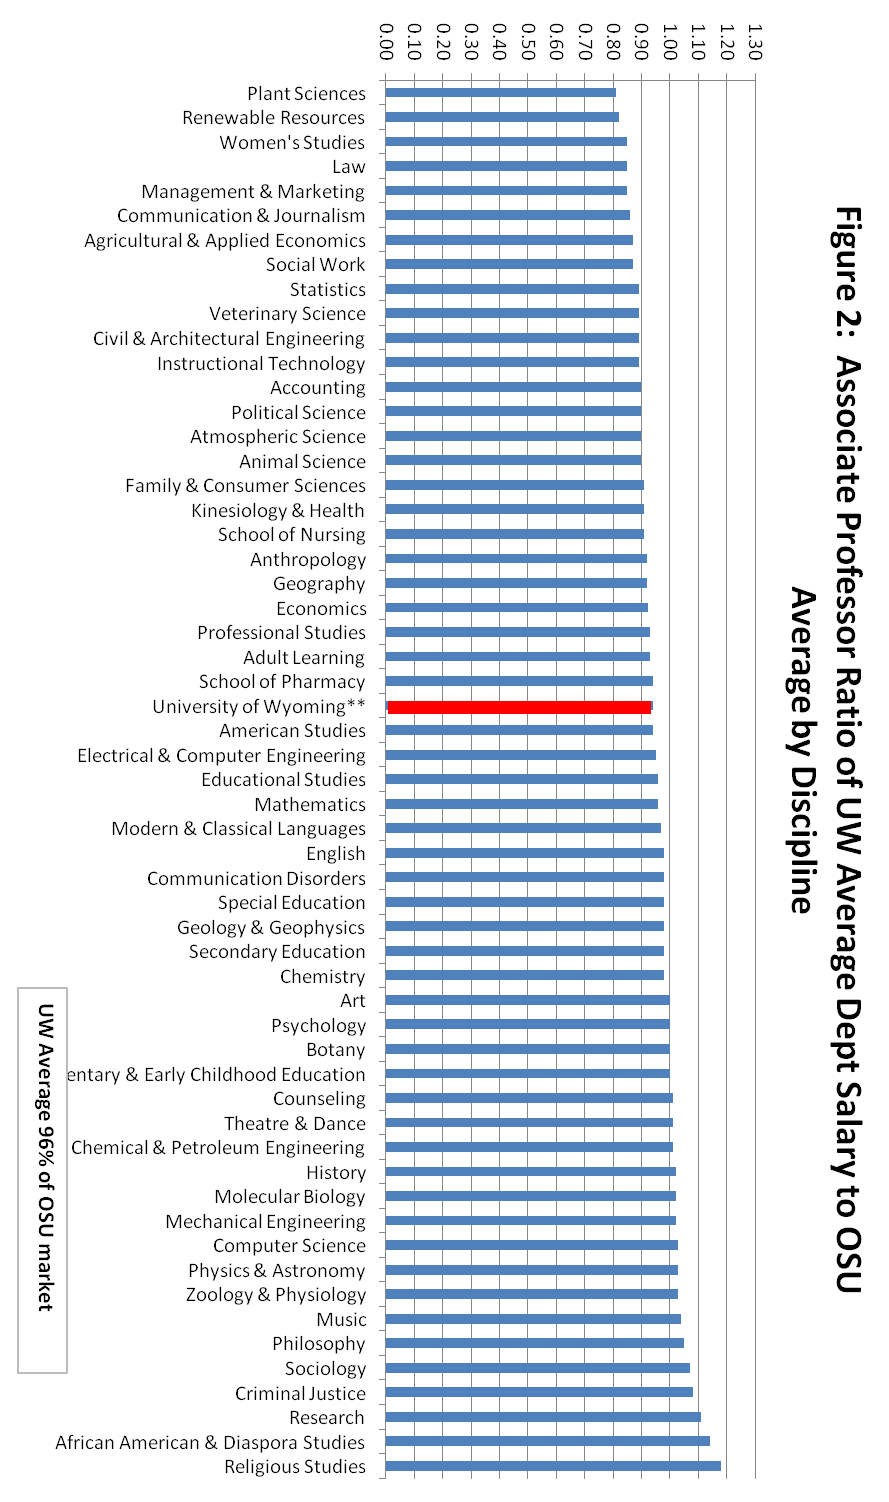 Figure 2:  Associate Professor Ratio of UW Average Dept Salary to OSU
Average by Discipline
0.00
0.10
0.20
0.30
0.40
0.50
0.60
0.70
0.80
0.90
1.00
1.10
1.20
1.30
Plant Sciences
Renewable Resources
Women's Studies
Law
Management & Marketing
Communication & Journalism
Agricultural & Applied Economics
Social Work
Statistics
Veterinary Science
Civil & Architectural Engineering
Instructional Technology
Accounting
Political Science
Atmospheric Science
Animal Science
Family & Consumer Sciences
Kinesiology & Health
School of Nursing
Anthropology
Geography
Economics
Professional Studies
Adult Learning
School of Pharmacy
University of Wyoming**
American Studies
Electrical & Computer Engineering
Educational Studies
Mathematics
Modern & Classical Languages
English
Communication Disorders
Special Education
Geology & Geophysics
Secondary Education
Chemistry
Art
Psychology
Botany
entary & Early Childhood Education
Counseling
Theatre & Dance
Chemical & Petroleum Engineering
History
Molecular Biology
Mechanical Engineering
Computer Science
Physics & Astronomy
Zoology & Physiology
Music
Philosophy
Sociology
Criminal Justice
Research
African American & Diaspora Studies
Religious Studies
UW Average 96% of OSU market